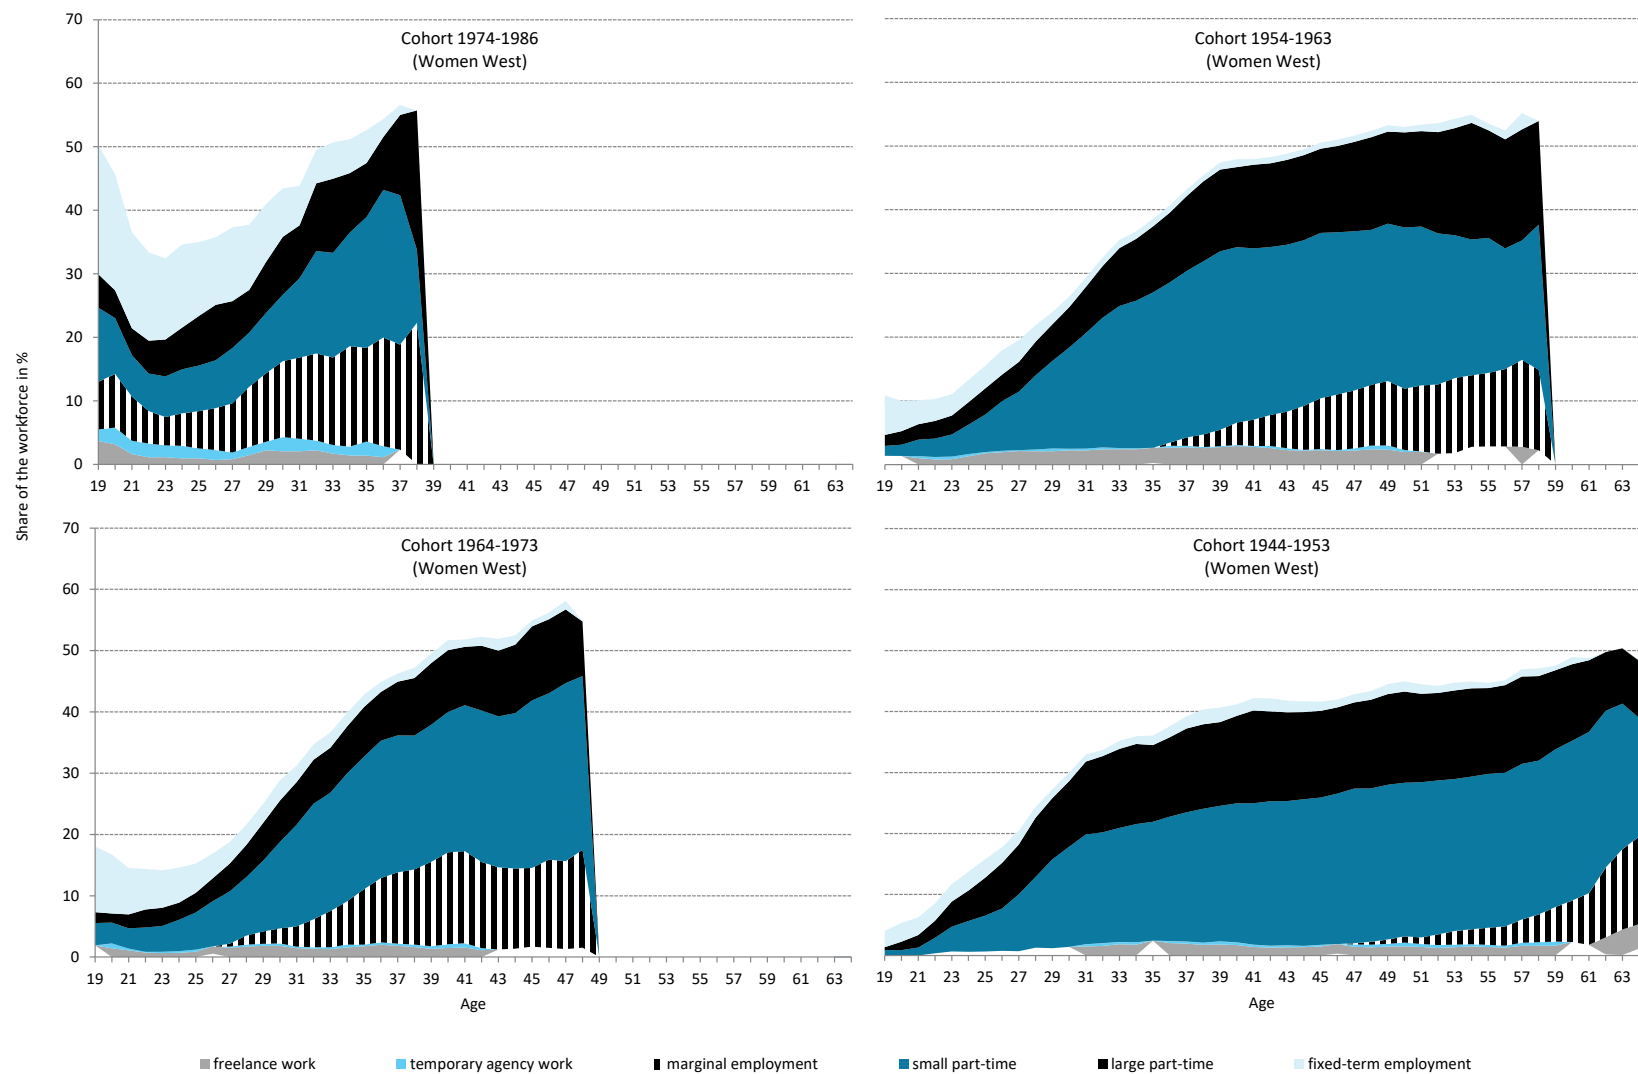 Share of the workforce in %
Cohort 1974-1986
(Women West)
70
60
50
40
30
20
10
0
19 21 23 25 27 29 31 33 35 37 39 41 43 45 47 49 51 53 55 57 59 61 63
Cohort 1954-1963
(Women West)
19 21 23 25 27 29 31 33 35 37 39 41 43 45 47 49 51 53 55 57 59 61 63
Cohort 1964-1973
(Women West)
70
60
50
40
30
20
10
0
19 21 23 25 27 29 31 33 35 37 39 41 43 45 47 49 51 53 55 57 59 61 63
Age
Cohort 1944-1953
(Women West)
19 21 23 25 27 29 31 33 35 37 39 41 43 45 47 49 51 53 55 57 59 61 63
Age
freelance work temporary agency work marginal employment small part-time large part-time fixed-term employment